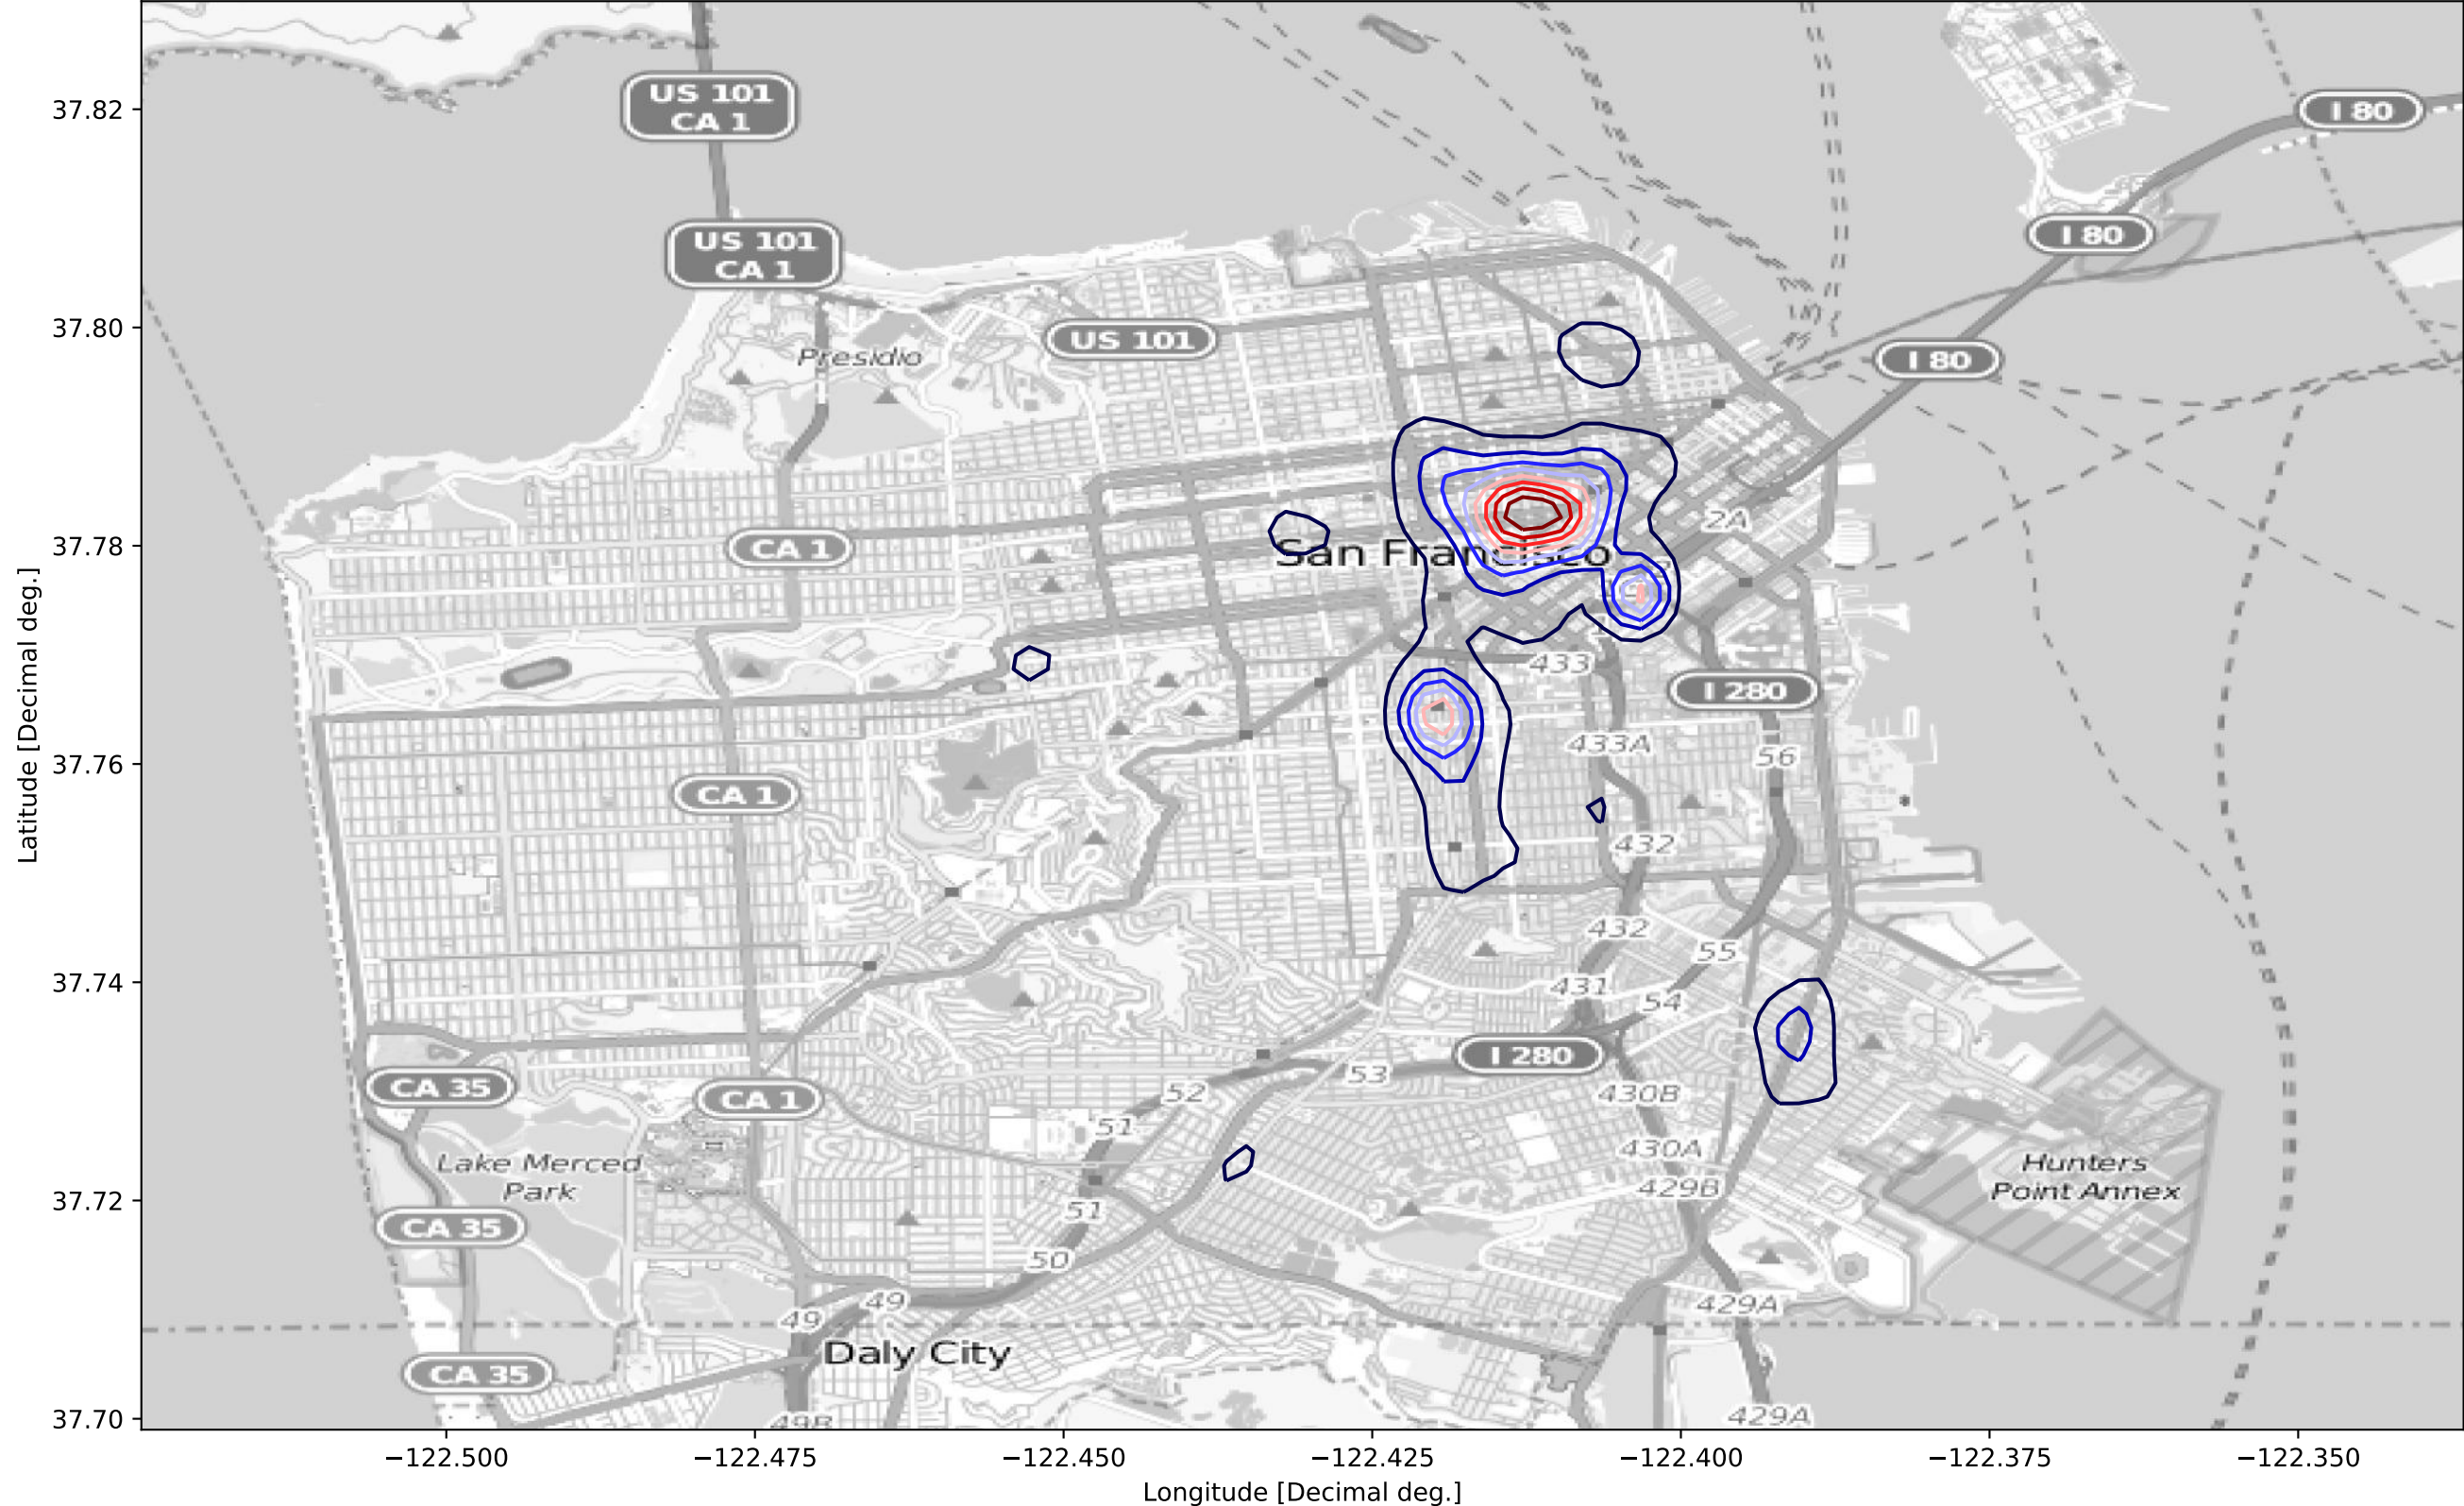 US 101
CA 1
I 80
37.82
US 101
CA 1
I 80
37.80
US 101
I 80
Presidio
2A
CA 1
San Francisco
37.78
433
I 280
433A
56
37.76
CA 1
432
432
55
37.74
431
54
I 280
53
CA 35
CA 1
52
430B
51
430A
Lake Merced
Park
Hunters
Point Annex
429B
37.72
51
CA 35
50
49
429A
49
Daly City
CA 35
37.70
49B
429A
−122.500
−122.475
−122.450
−122.425
−122.400
−122.375
−122.350
Longitude [Decimal deg.]
Latitude [Decimal deg.]